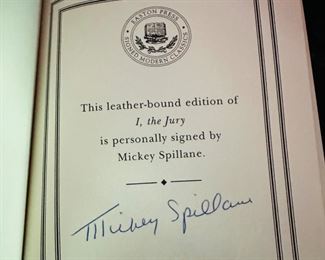 EASTON PRESS
SIGNED MODERN CLASSICS
This leather-bound edition of
I, the Jury
is personally signed by
Mickey Spillane.
Mickey Spillane